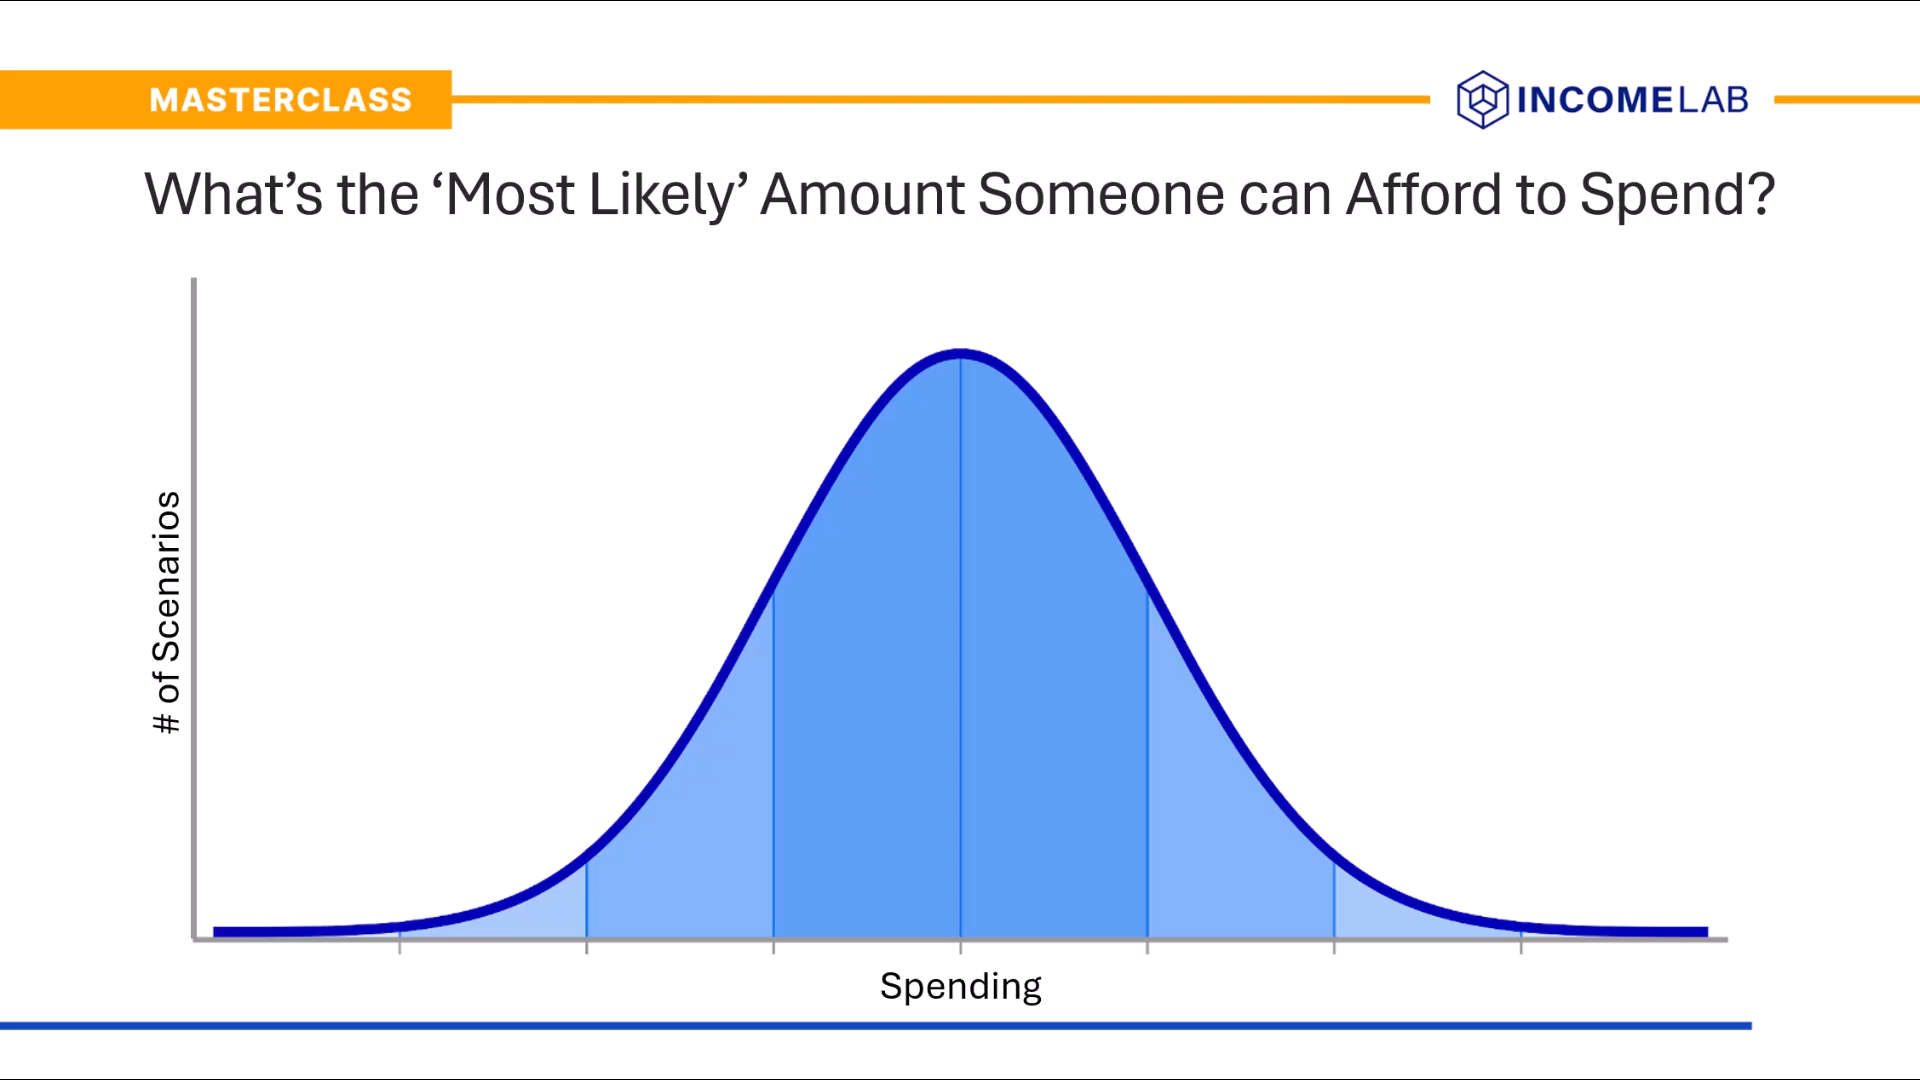 MASTERCLASS
INCOMELAB
What’s the ‘Most Likely’ Amount Someone can Afford to Spend?
# of Scenarios
Spending